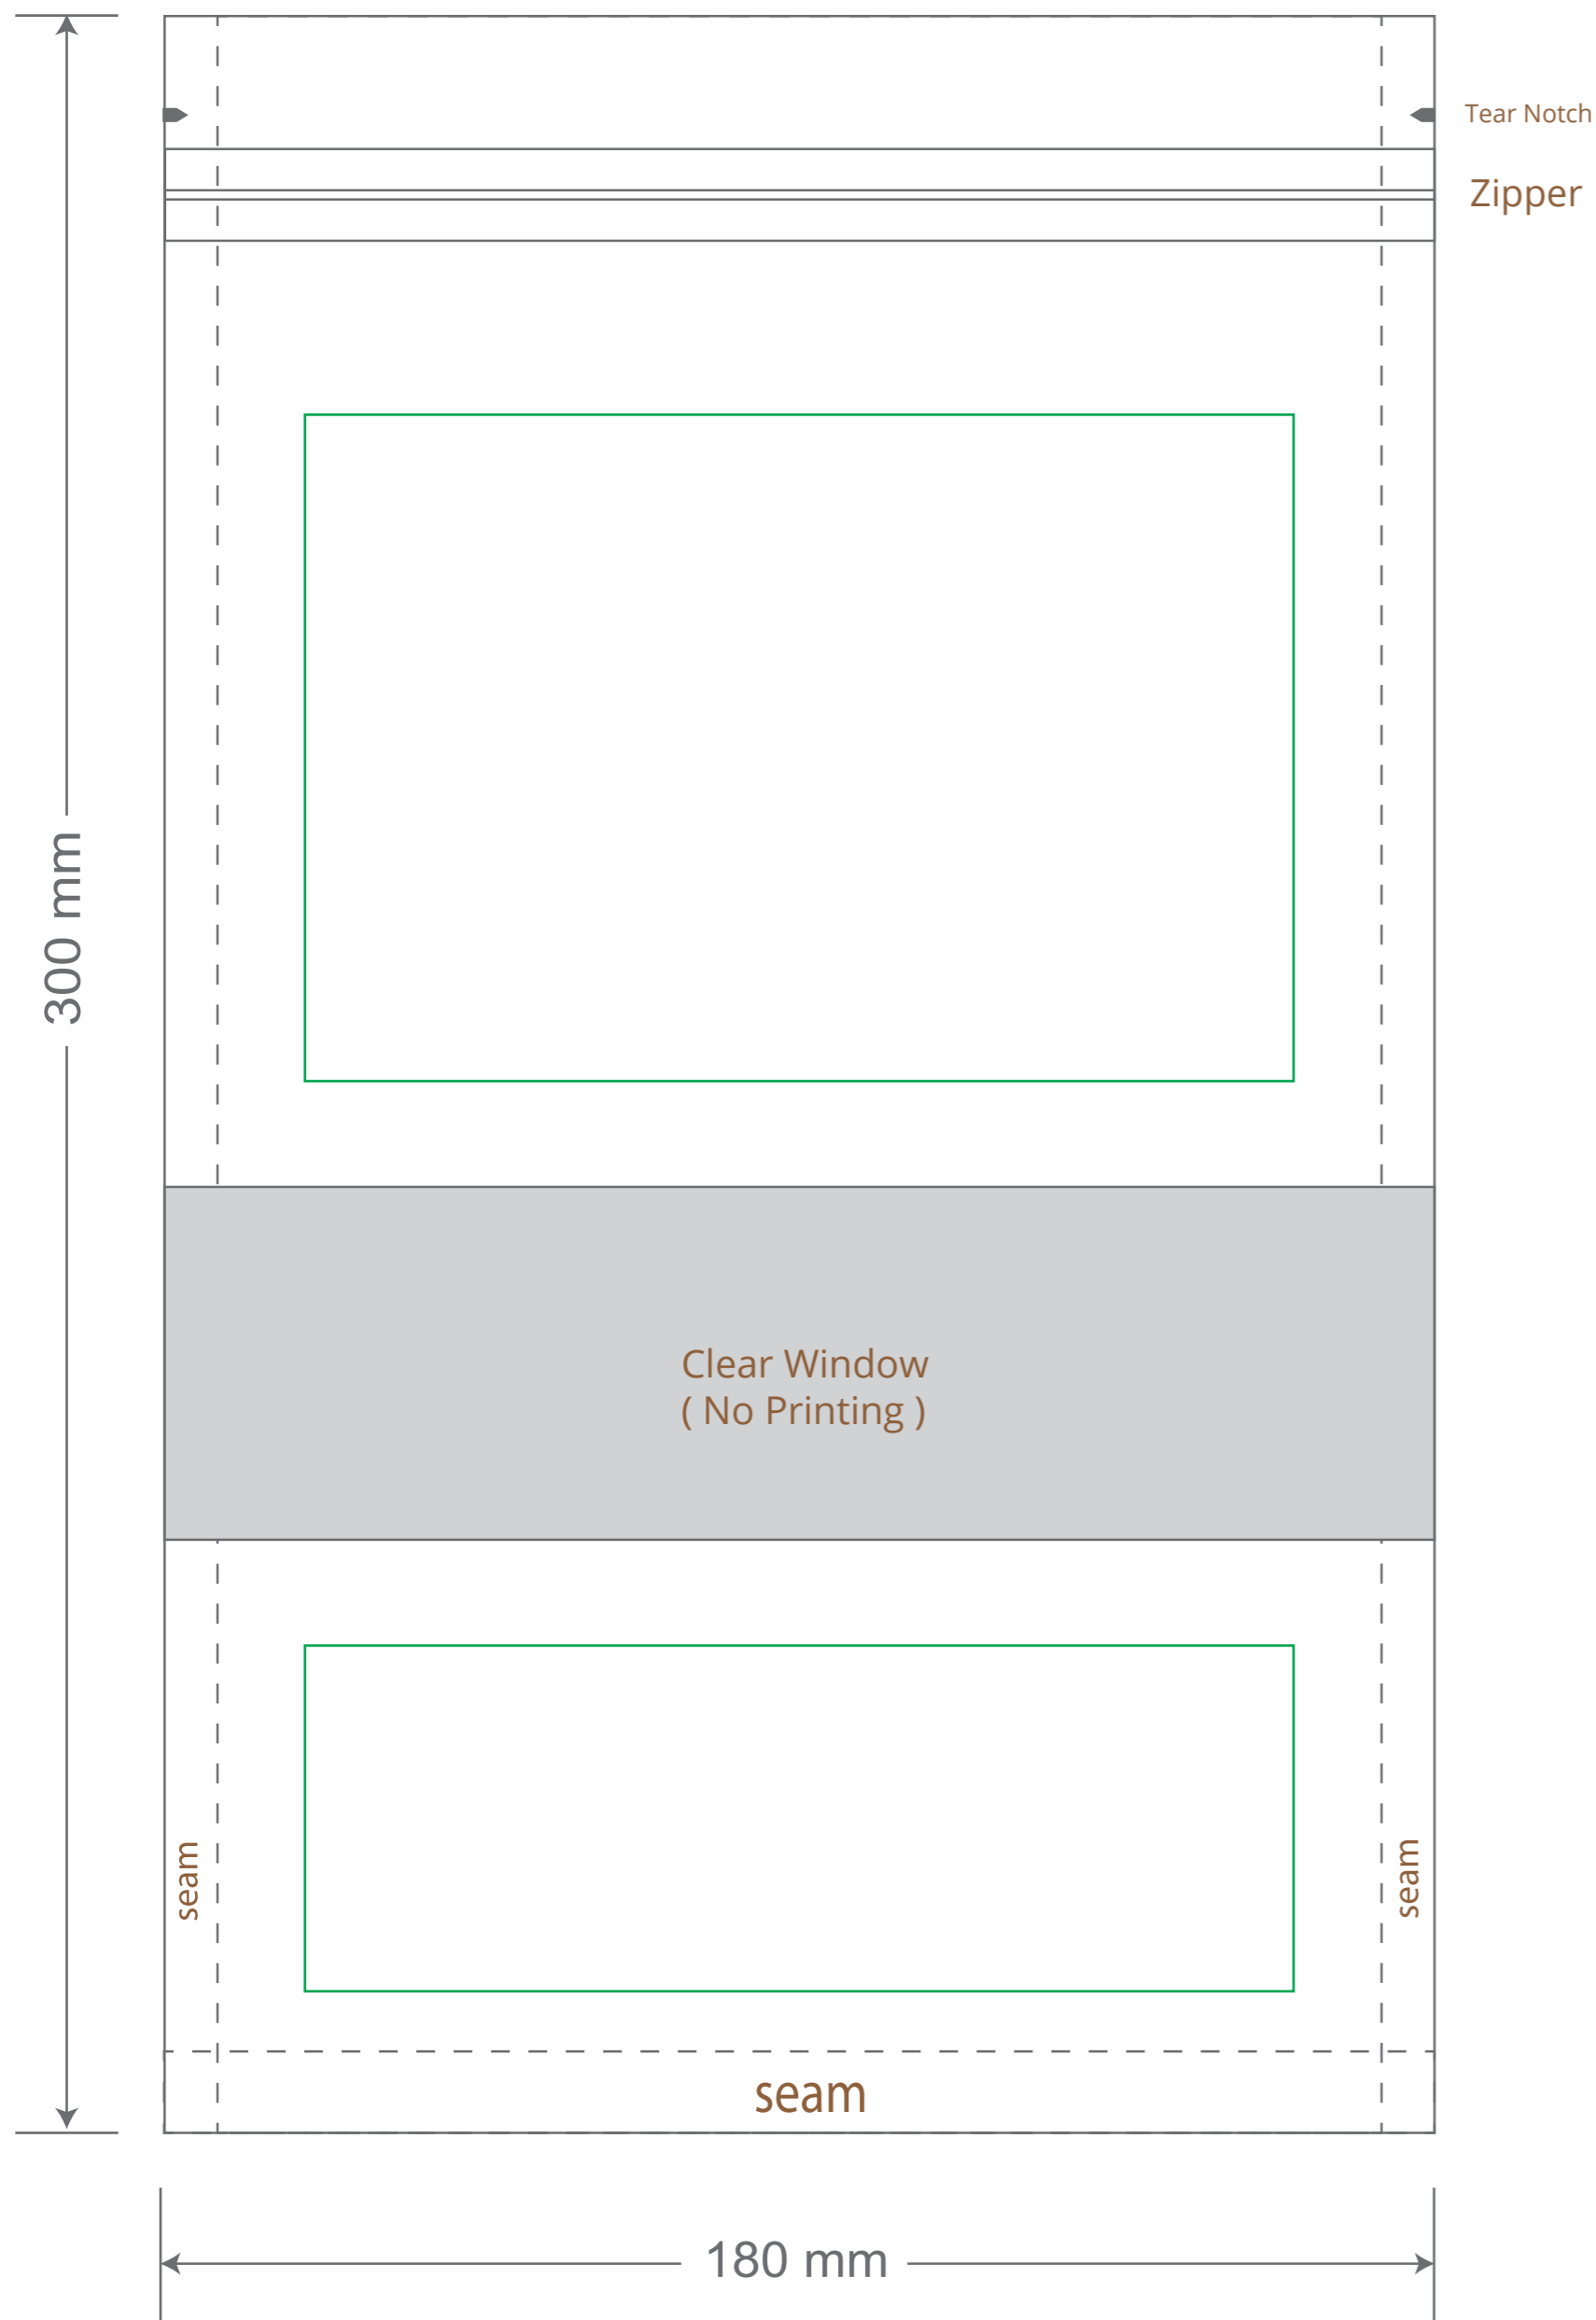 Tear Notch
Zipper
300 mm
Clear Window
( No Printing )
seam
seam
seam
180 mm